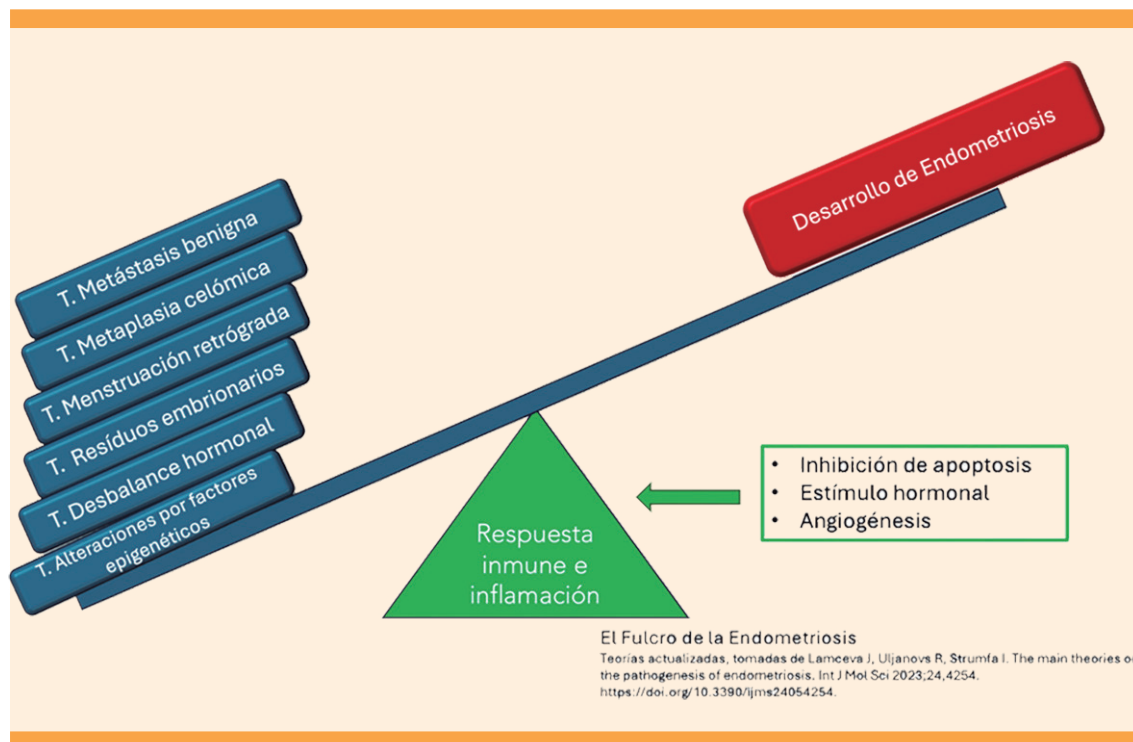 T. Metástasis benigna
T. Metaplasia celómica
T. Menstruación retrógrada
T. Resíduos embrionarios
T. Desbalance hormonal
T. Alteraciones por factores
epigenéticos
Desarrollo de Endometriosis
Respuesta
inmune e
inflamación
• Inhibición de apoptosis
• Estímulo hormonal
• Angiogénesis
El Fulcro de la Endometriosis
Teorías actualizadas, tomadas de Lamceva J, Uljanovs R, Strumfa I. The main theories o
the pathogenesis of endometriosis. Int J Mol Sci 2023;24,4254.
https://doi.org/10.3390/ijms24054254.